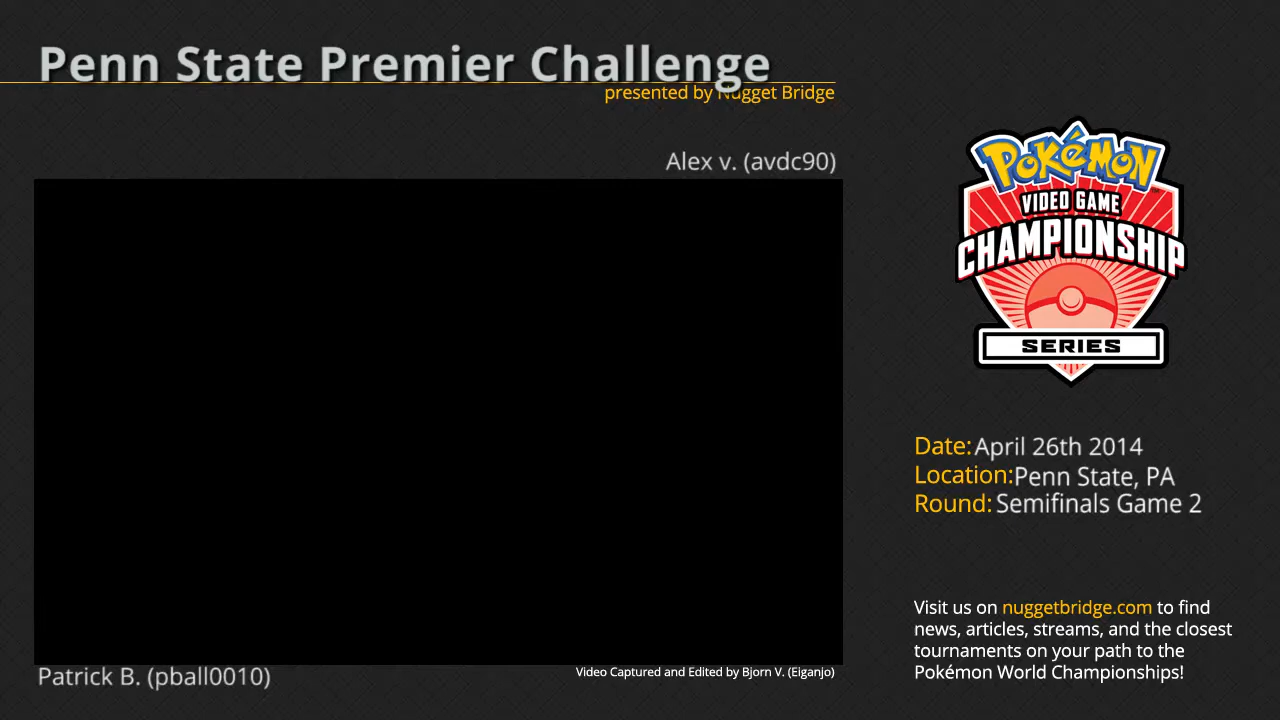 Penn State Premier Challenge
presented by Nugget Bridge
Alex v. (avdc90)
POKÉMON
TM
VIDEO GAME
CHAMPIONSHIP
SERIES
Date: April 26th 2014
Location: Penn State, PA
Round: Semifinals Game 2
Visit us on nuggetbridge.com to find
news, articles, streams, and the closest
tournaments on your path to the
Pokémon World Championships!
Patrick B. (pball0010)
Video Captured and Edited by Bjorn V. (Eiganjo)